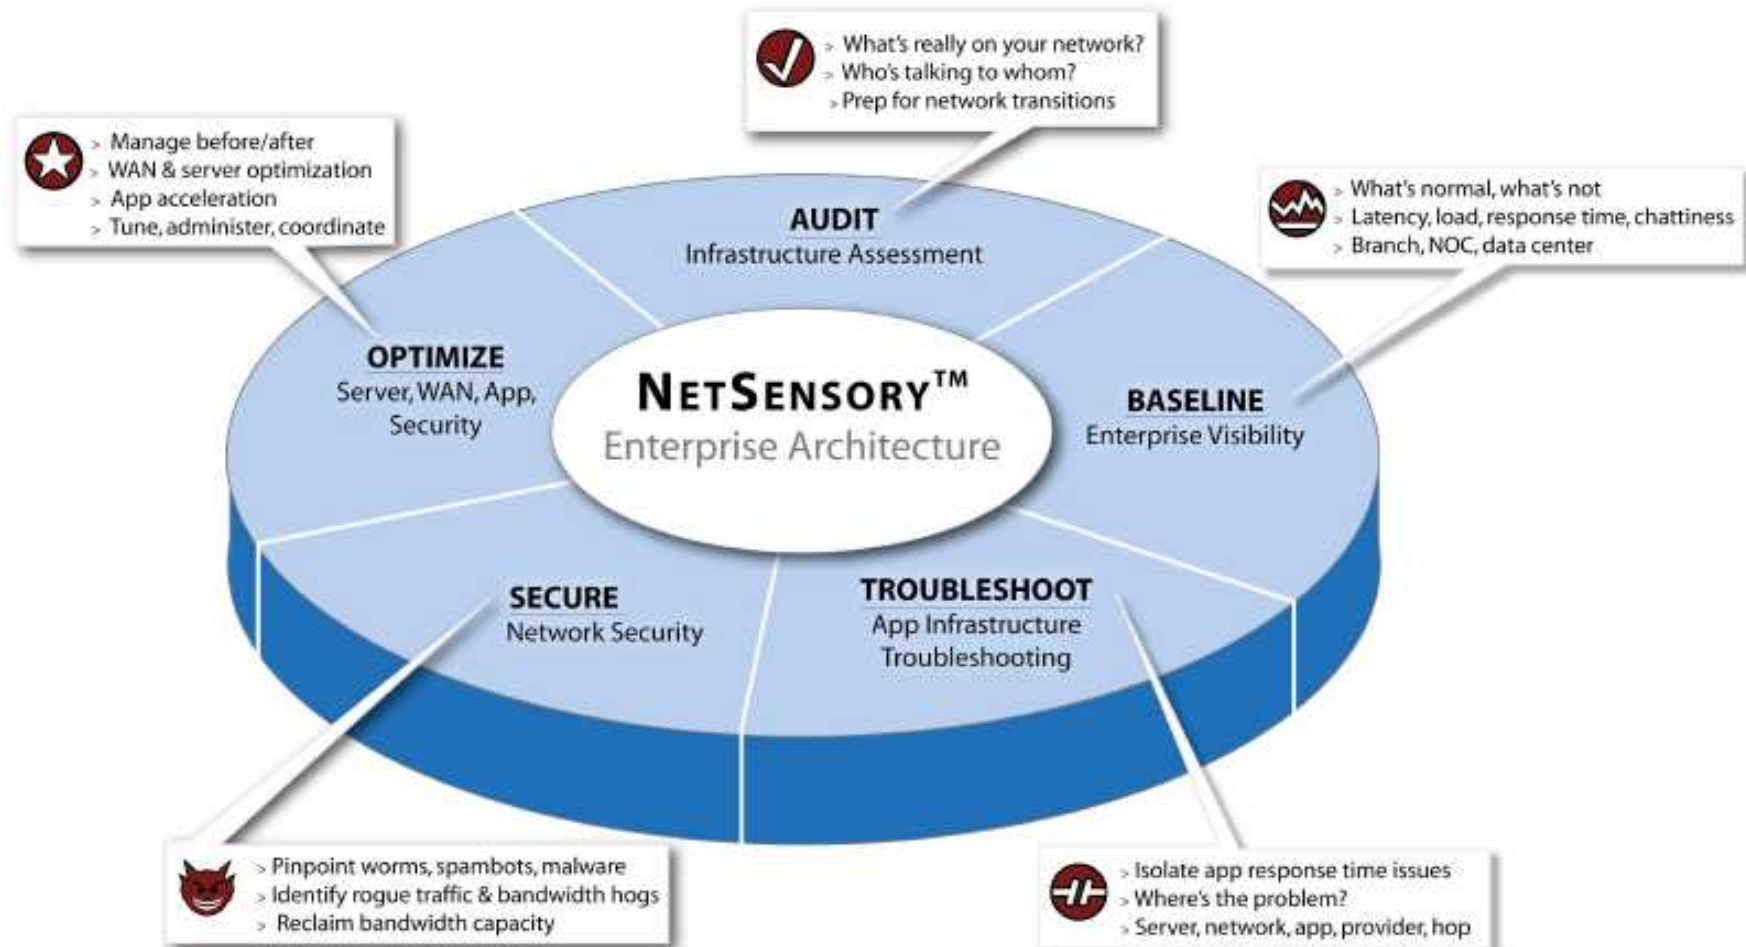 > What's really on your network?
> Who's talking to whom?
> Prep for network transitions
> Manage before/after
> WAN & server optimization
> App acceleration
> Tune, administer, coordinate
> What's normal, what's not
> Latency, load, response time, chattiness
> Branch, NOC, data center
AUDIT
Infrastructure Assessment
OPTIMIZE
Server, WAN, App,
Security
NETSENSORY™
Enterprise Architecture
BASELINE
Enterprise Visibility
SECURE
Network Security
TROUBLESHOOT
App Infrastructure
Troubleshooting
> Pinpoint worms, spambots, malware
> Identify rogue traffic & bandwidth hogs
> Reclaim bandwidth capacity
> Isolate app response time issues
> Where's the problem?
> Server, network, app, provider, hop